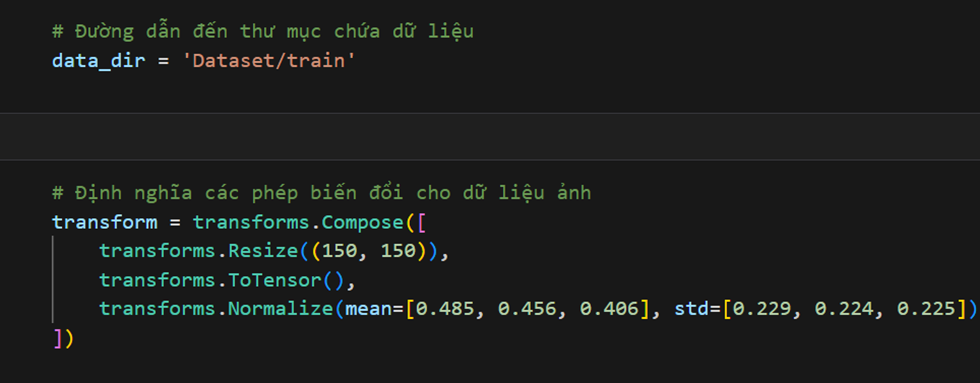 # Đường dẫn đến thư mục chứa dữ liệu
data_dir = 'Dataset/train'
# Định nghĩa các phép biến đổi cho dữ liệu ảnh
transform = transforms.Compose([
    transforms.Resize((150, 150)),
    transforms.ToTensor(),
    transforms.Normalize(mean=[0.485, 0.456, 0.406], std=[0.229, 0.224, 0.225])
])